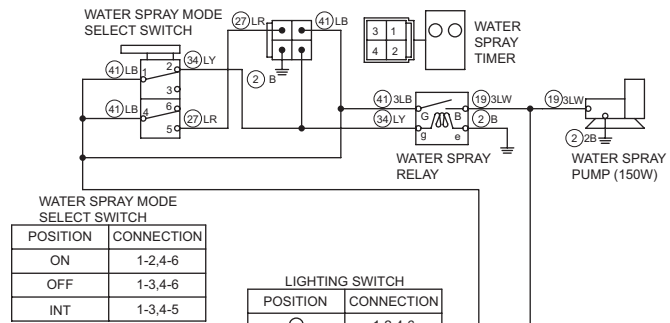 WATER SPRAY MODE
SELECT SWITCH
27 LR
41 LB
3 1
4 2
WATER
SPRAY
TIMER
41 LB
1 2
34 LY
3
2 B
41 LB
4 6
5
27 LR
41 3LB
G B
19 3LW
19 3LW
34 LY
g e
2 B
2 2B
WATER SPRAY
RELAY
WATER SPRAY
PUMP (150W)
WATER SPRAY MODE
SELECT SWITCH
POSITION CONNECTION
ON 1-2,4-6
OFF 1-3,4-6
INT 1-3,4-5
LIGHTING SWITCH
POSITION CONNECTION